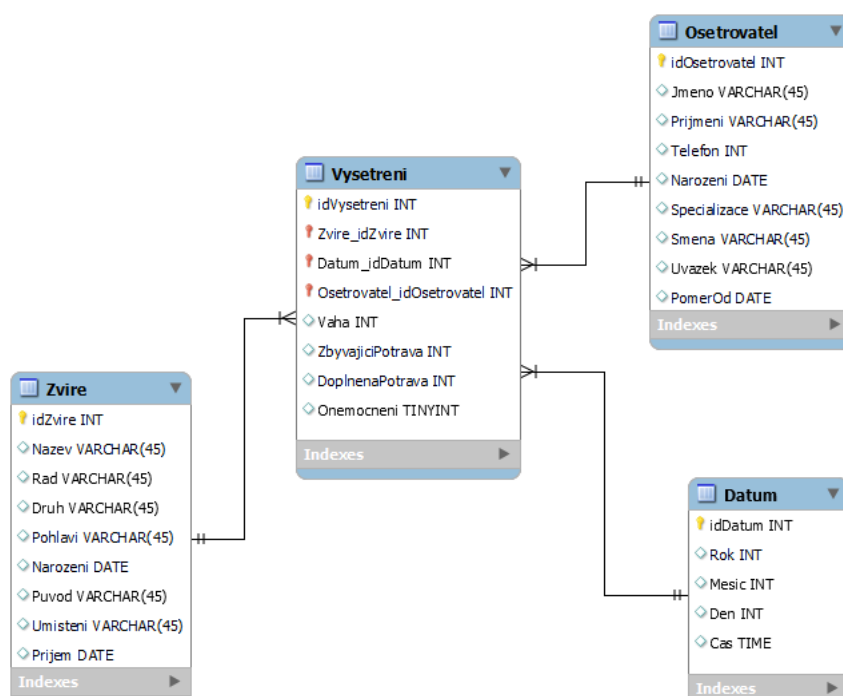 Osetrovatel
idOsetrovatel INT
Jmeno VARCHAR(45)
Prijmeni VARCHAR(45)
Telefon INT
Narozeni DATE
Specializace VARCHAR(45)
Smena VARCHAR(45)
Uvazek VARCHAR(45)
PomerOd DATE
Indexes
Vysetreni
idVysetreni INT
Zvire_idZvire INT
Datum_idDatum INT
Osetrovatel_idOsetrovatel INT
Vaha INT
ZbyvajiciPotrava INT
DoplnenaPotrava INT
Onemocneni TINYINT
Indexes
Zvire
idZvire INT
Nazev VARCHAR(45)
Rad VARCHAR(45)
Druh VARCHAR(45)
Pohlavi VARCHAR(45)
Narozeni DATE
Puvod VARCHAR(45)
Umisteni VARCHAR(45)
Prijem DATE
Indexes
Datum
idDatum INT
Rok INT
Mesic INT
Den INT
Cas TIME
Indexes